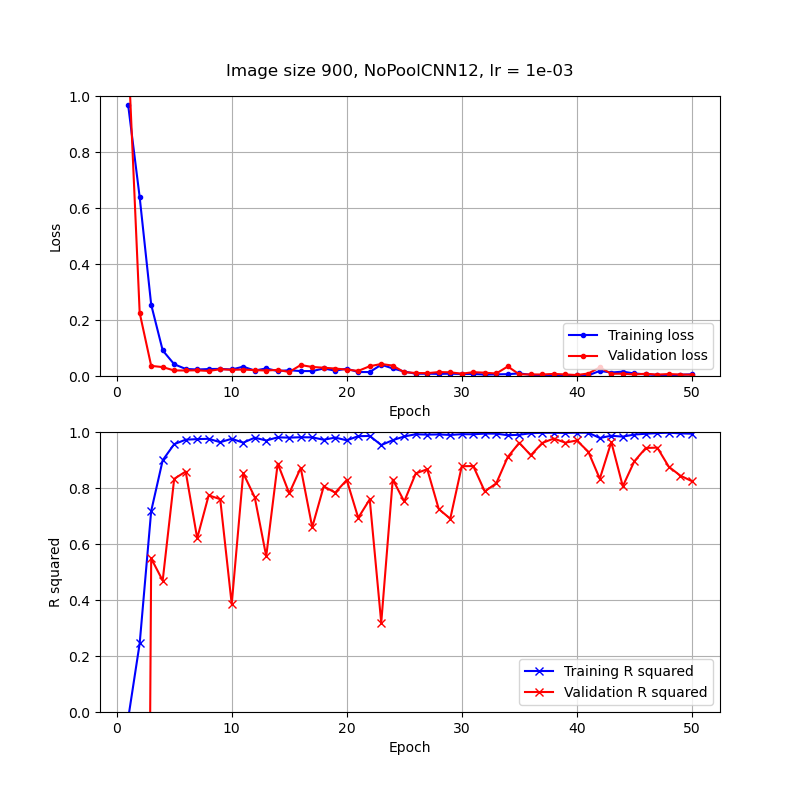 Image size 900, NoPoolCNN12, lr = 1e-03
1.0
0.8
0.6
0.4
0.2
0.0
Loss
Training loss
Validation loss
0 10 20 30 40 50
Epoch
1.0
0.8
0.6
0.4
0.2
0.0
R squared
Training R squared
Validation R squared
0 10 20 30 40 50
Epoch